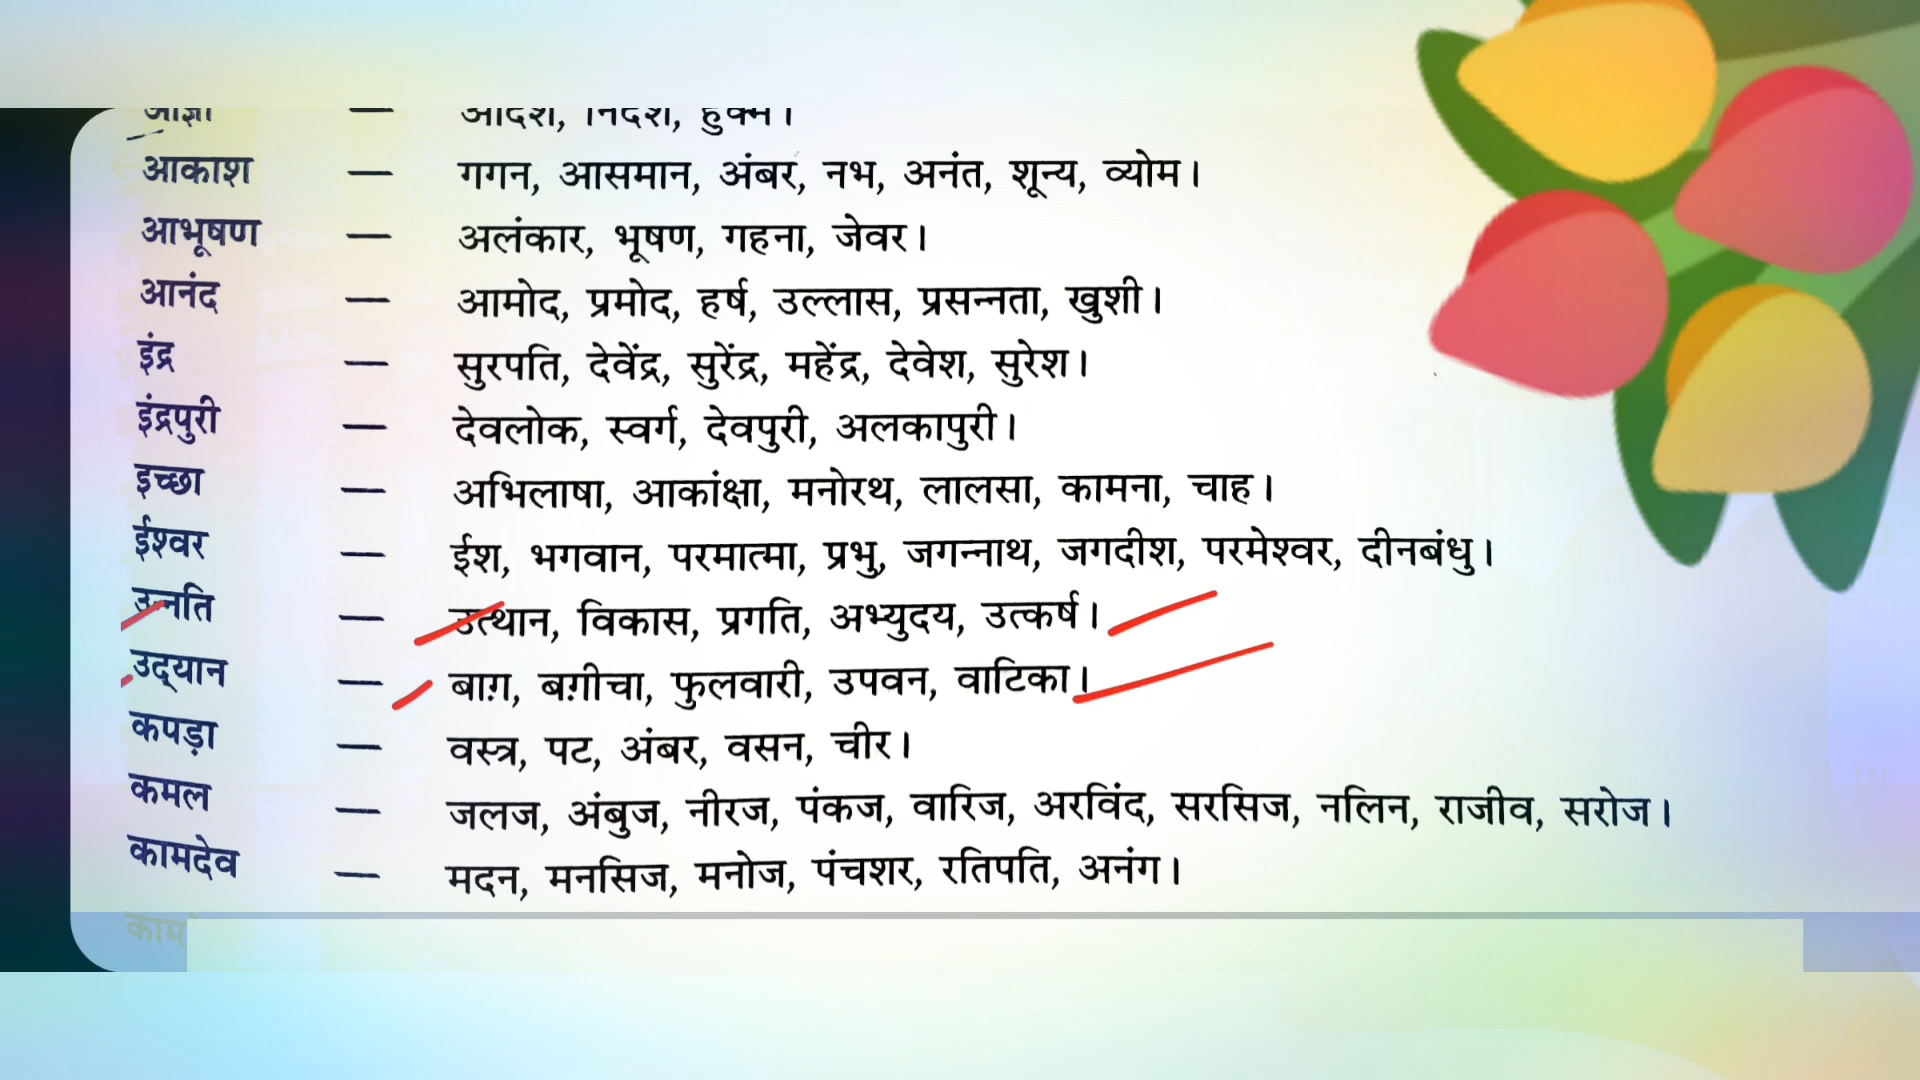 आज्ञा — आदेश, निर्देश, हुक्म।
आकाश — गगन, आसमान, अंबर, नभ, अनंत, शून्य, व्योम।
आभूषण — अलंकार, भूषण, गहना, जेवर।
आनंद — आमोद, प्रमोद, हर्ष, उल्लास, प्रसन्नता, खुशी।
इंद्र — सुरपति, देवेंद्र, सुरेंद्र, महेंद्र, देवेश, सुरेश।
इंद्रपुरी — देवलोक, स्वर्ग, देवपुरी, अलकापुरी।
इच्छा — अभिलाषा, आकांक्षा, मनोरथ, लालसा, कामना, चाह।
ईश्वर — ईश, भगवान, परमात्मा, प्रभु, जगन्नाथ, जगदीश, परमेश्वर, दीनबंधु।
उन्नति — उत्थान, विकास, प्रगति, अभ्युदय, उत्कर्ष।
उद्‌यान — बाग़, बग़ीचा, फुलवारी, उपवन, वाटिका।
कपड़ा — वस्त्र, पट, अंबर, वसन, चीर।
कमल — जलज, अंबुज, नीरज, पंकज, वारिज, अरविंद, सरसिज, नलिन, राजीव, सरोज।
कामदेव — मदन, मनसिज, मनोज, पंचशर, रतिपति, अनंग।